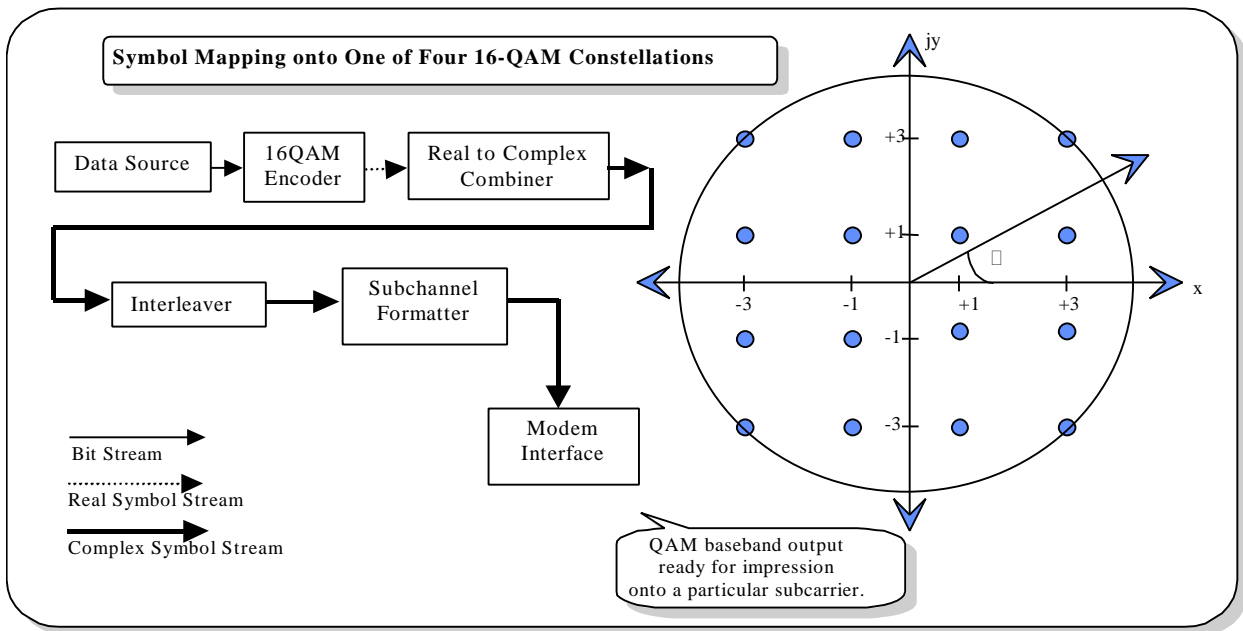 Symbol Mapping onto One of Four 16-QAM Constellations
Data Source
16QAM
Encoder
Real to Complex
Combiner
Interleaver
Subchannel
Formatter
Modem
Interface
Bit Stream
Real Symbol Stream
Complex Symbol Stream
jy
+3
+1
x
-3
-1
+1
+3
-1
-3
QAM baseband output
ready for impression
onto a particular subcarrier.